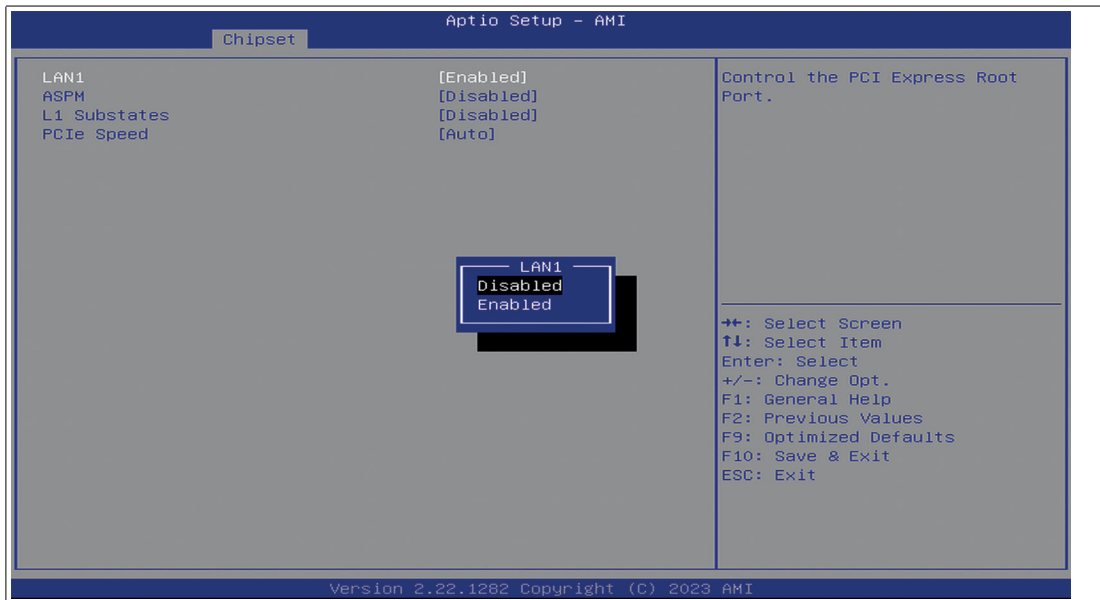 Aptio Setup – AMI
Chipset
LAN1 [Enabled]
ASPM [Disabled]
L1 Substates [Disabled]
PCIe Speed [Auto]
Control the PCI Express Root
Port.
LAN1
Disabled
Enabled
→←: Select Screen
↑↓: Select Item
Enter: Select
+/-: Change Opt.
F1: General Help
F2: Previous Values
F9: Optimized Defaults
F10: Save & Exit
ESC: Exit
Version 2.22.1282 Copyright (C) 2023 AMI